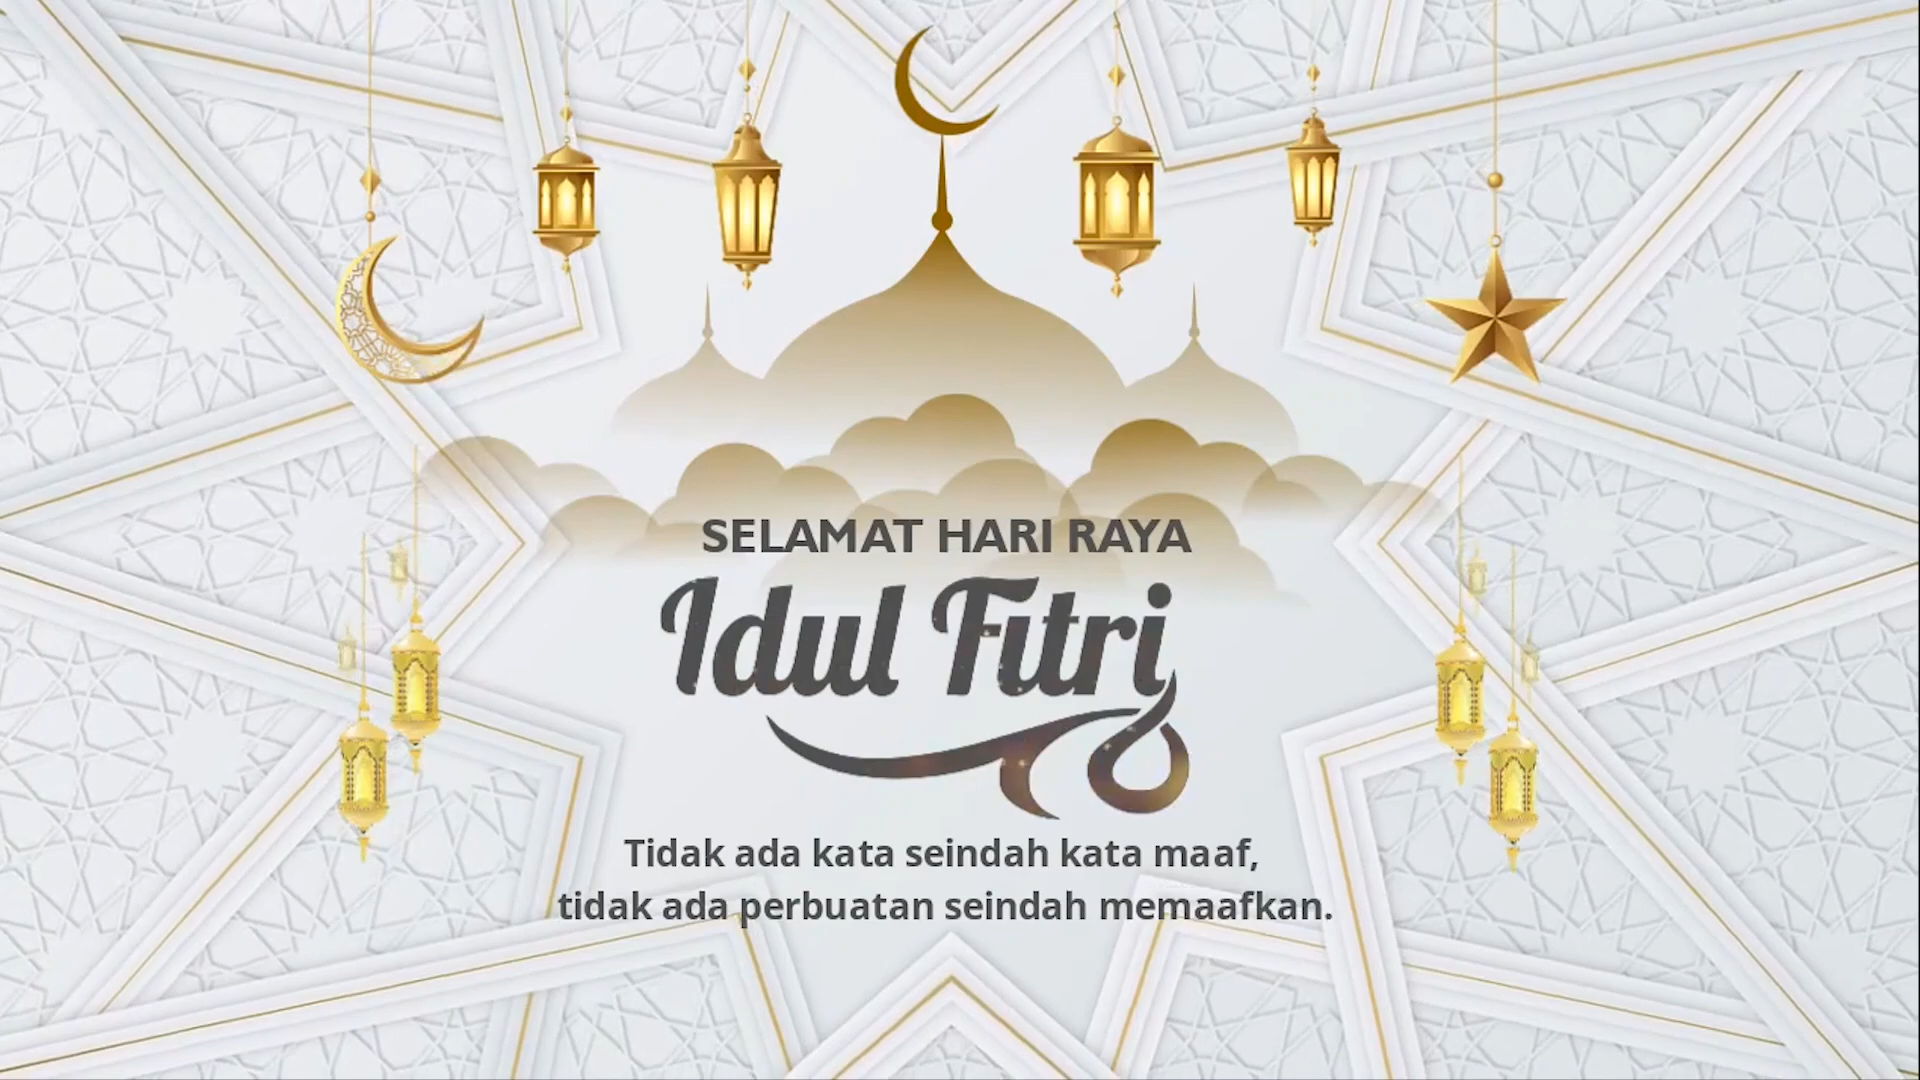 SELAMAT HARI RAYA
Idul Fitri
Tidak ada kata seindah kata maaf,
tidak ada perbuatan seindah memaafkan.